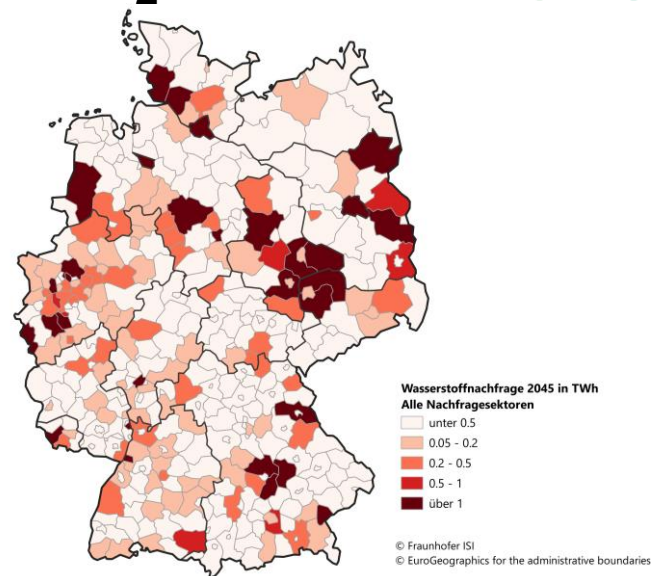 Wasserstoffnachfrage 2045 in TWh
Alle Nachfragesektoren
unter 0.5
0.05 - 0.2
0.2 - 0.5
0.5 - 1
über 1
© Fraunhofer ISI
© EuroGeographics for the administrative boundaries